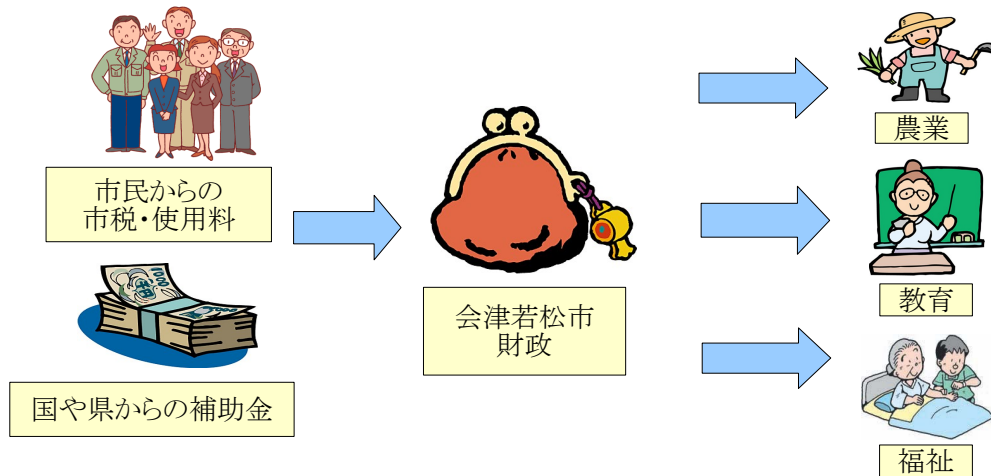 市民からの
市税・使用料
国や県からの補助金
会津若松市
財政
農業
教育
福祉